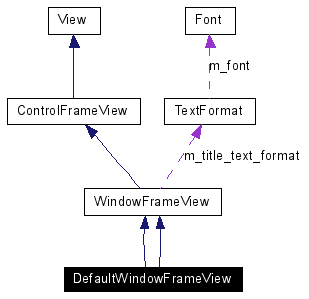 View
Font
m_font
ControlFrameView
TextFormat
m_title_text_format
WindowFrameView
DefaultWindowFrameView